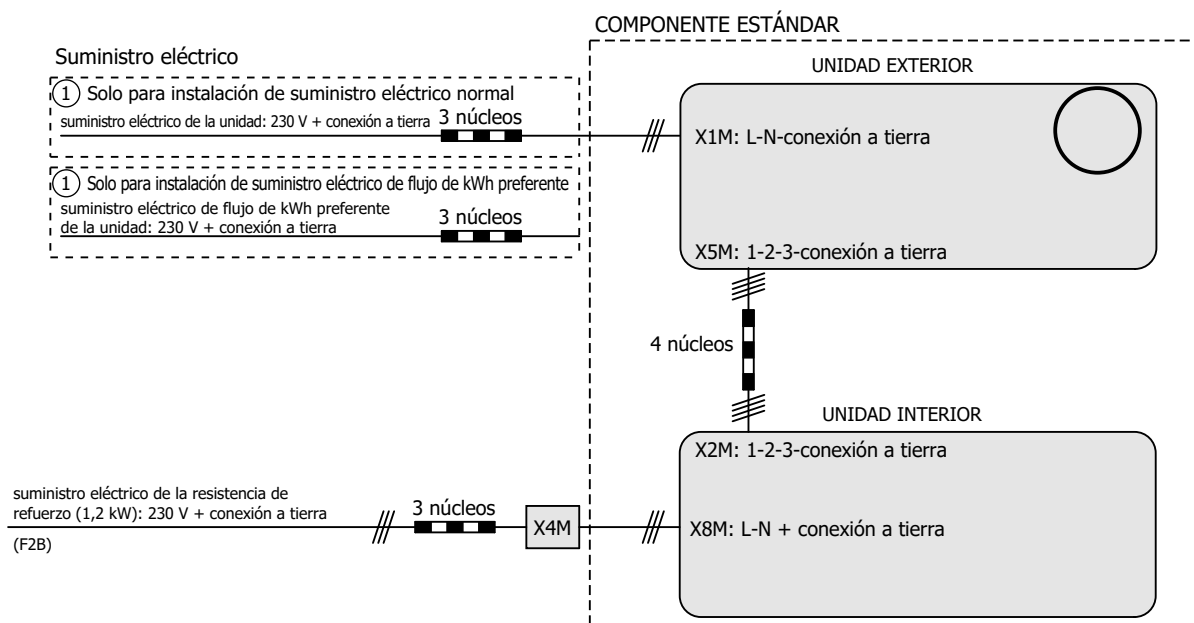 COMPONENTE ESTÁNDAR
Suministro eléctrico
UNIDAD EXTERIOR
1 Solo para instalación de suministro eléctrico normal
suministro eléctrico de la unidad: 230 V + conexión a tierra
3 núcleos
X1M: L-N-conexión a tierra
1 Solo para instalación de suministro eléctrico de flujo de kWh preferente
suministro eléctrico de flujo de kWh preferente
de la unidad: 230 V + conexión a tierra
3 núcleos
X5M: 1-2-3-conexión a tierra
4 núcleos
UNIDAD INTERIOR
X2M: 1-2-3-conexión a tierra
suministro eléctrico de la resistencia de
refuerzo (1,2 kW): 230 V + conexión a tierra
(F2B)
3 núcleos
X4M
X8M: L-N + conexión a tierra